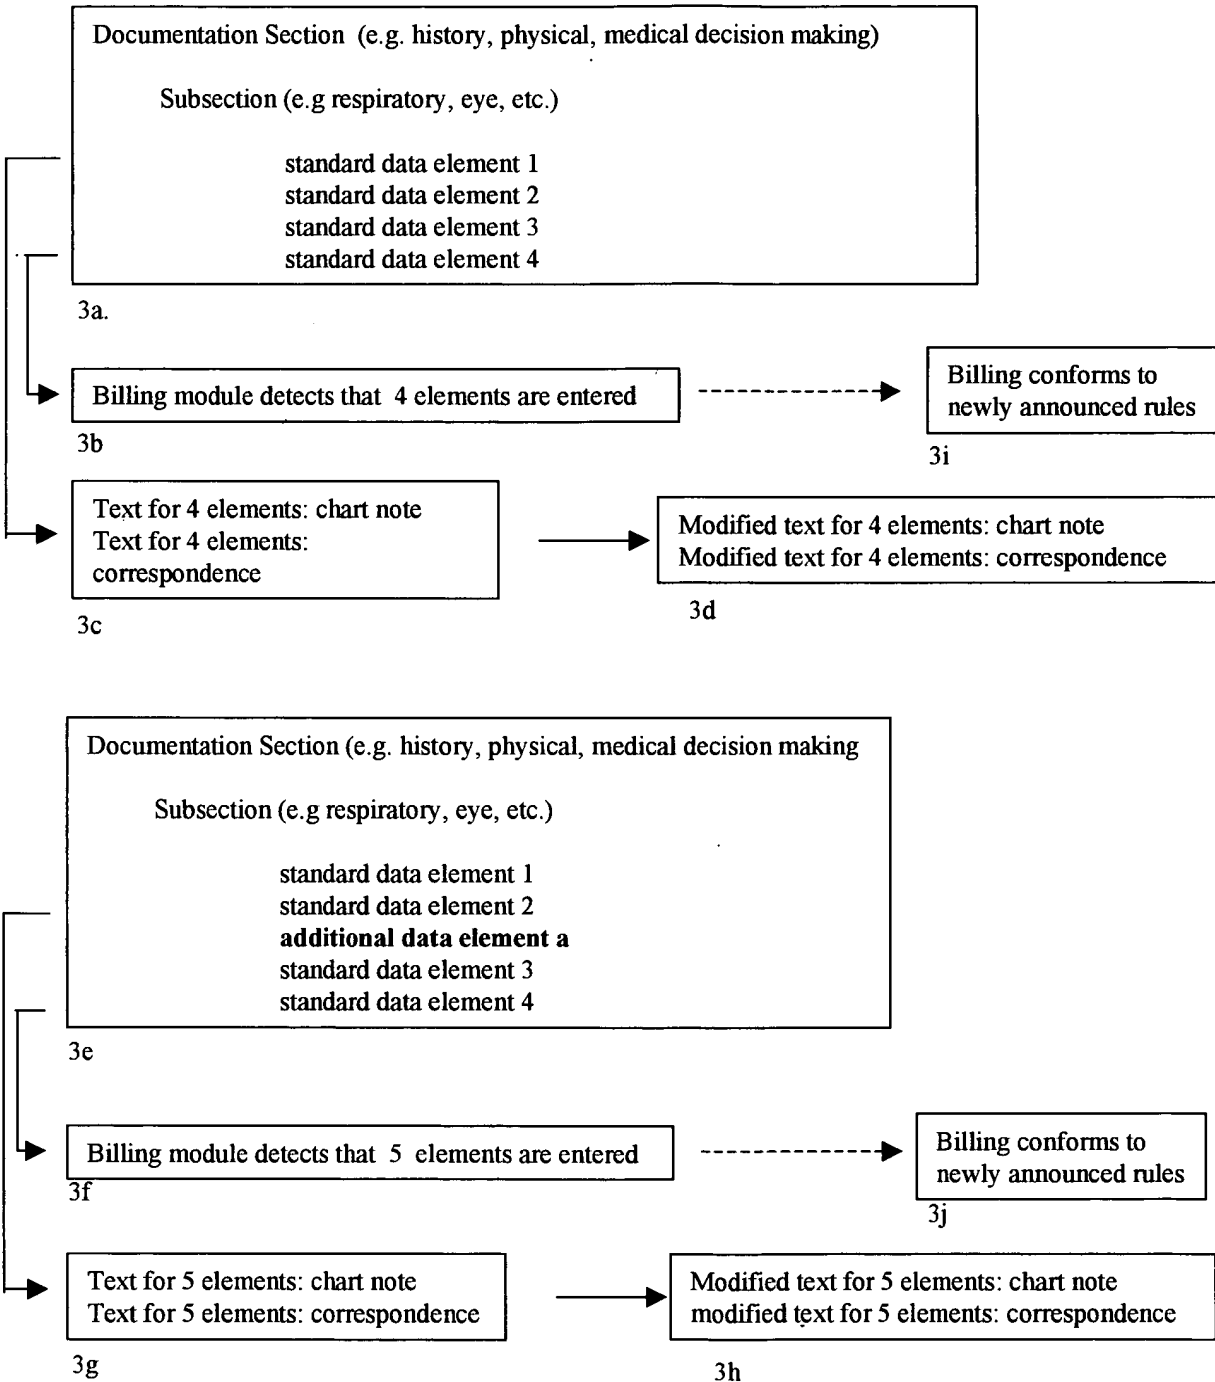 Documentation Section (e.g. history, physical, medical decision making)
Subsection (e.g respiratory, eye, etc.)
standard data element 1
standard data element 2
standard data element 3
standard data element 4
3a.
Billing module detects that 4 elements are entered
3b
Billing conforms to
newly announced rules
3i
Text for 4 elements: chart note
Text for 4 elements:
correspondence
3c
Modified text for 4 elements: chart note
Modified text for 4 elements: correspondence
3d
Documentation Section (e.g. history, physical, medical decision making
Subsection (e.g respiratory, eye, etc.)
standard data element 1
standard data element 2
additional data element a
standard data element 3
standard data element 4
3e
Billing module detects that 5 elements are entered
3f
Billing conforms to
newly announced rules
3j
Text for 5 elements: chart note
Text for 5 elements: correspondence
3g
Modified text for 5 elements: chart note
modified text for 5 elements: correspondence
3h